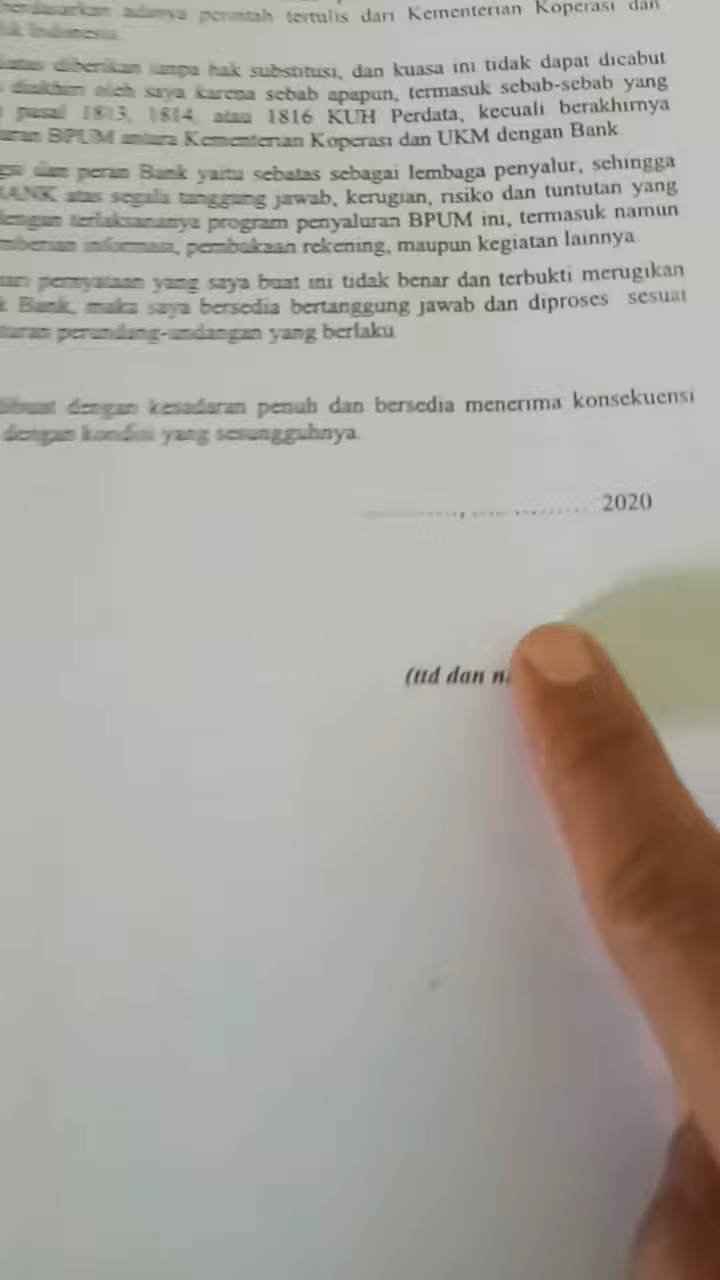 berdasarkan adanya perintah tertulis dari Kementerian Koperasi dan
Indonesia
diberikan tanpa hak substitusi, dan kuasa ini tidak dapat dicabut
diakhiri oleh saya karena sebab apapun, termasuk sebab-sebab yang
pasal 1813, 1814, atau 1816 KUH Perdata, kecuali berakhirnya
BPUM antara Kementerian Koperasi dan UKM dengan Bank
dan peran Bank yaitu sebatas sebagai lembaga penyalur, sehingga
BANK atas segala tanggung jawab, kerugian, risiko dan tuntutan yang
dengan terlaksananya program penyaluran BPUM ini, termasuk namun
informasi, pembukaan rekening, maupun kegiatan lainnya.
pernyataan yang saya buat ini tidak benar dan terbukti merugikan
Bank, maka saya bersedia bertanggung jawab dan diproses sesuai
perundang-undangan yang berlaku
dibuat dengan kesadaran penuh dan bersedia menerima konsekuensi
dengan kondisi yang sesungguhnya.
..............., ..... ........... 2020
(ttd dan